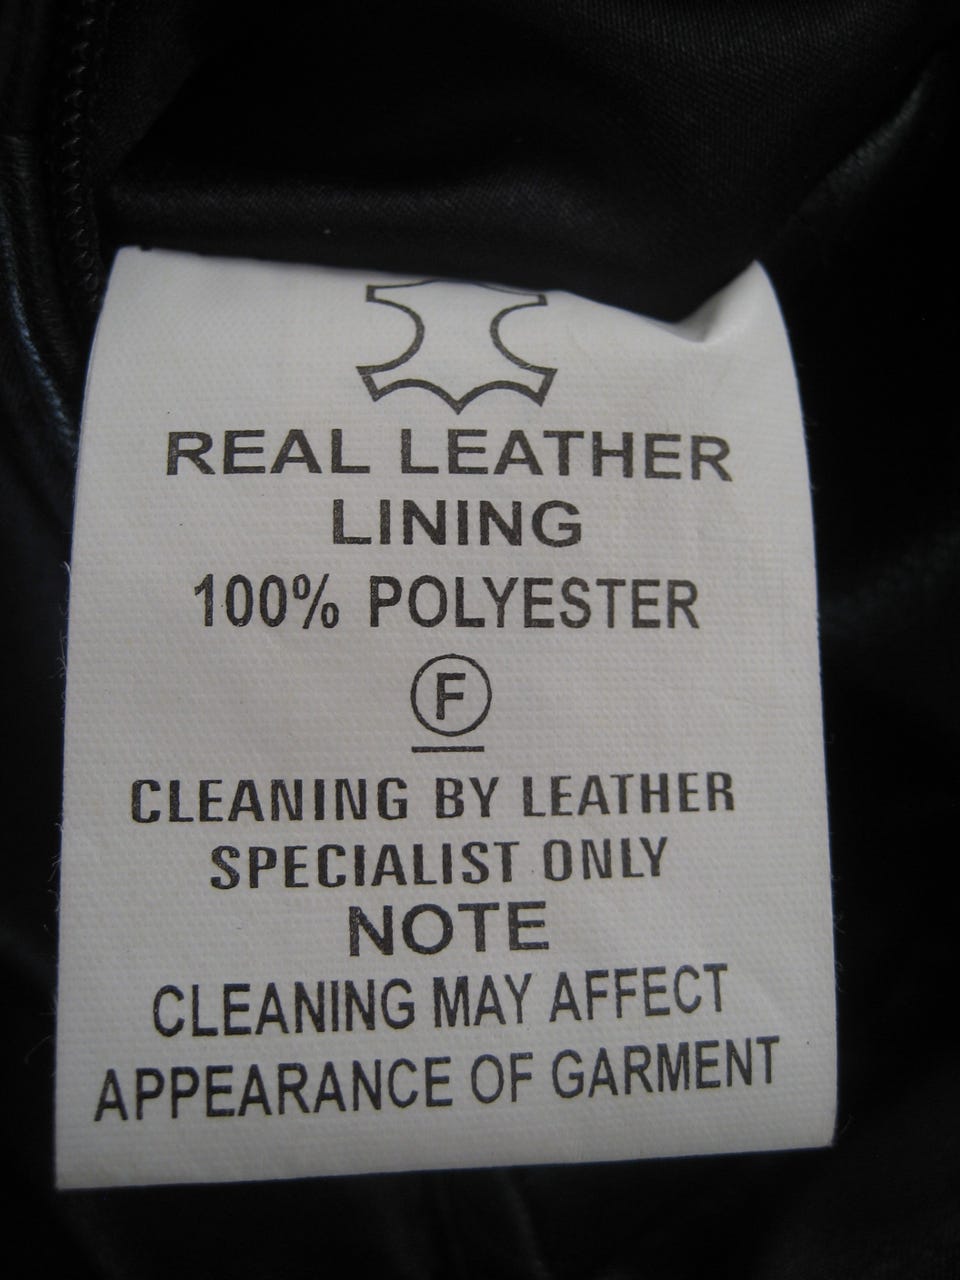 REAL LEATHER
LINING
100% POLYESTER
F
CLEANING BY LEATHER
SPECIALIST ONLY
NOTE
CLEANING MAY AFFECT
APPEARANCE OF GARMENT